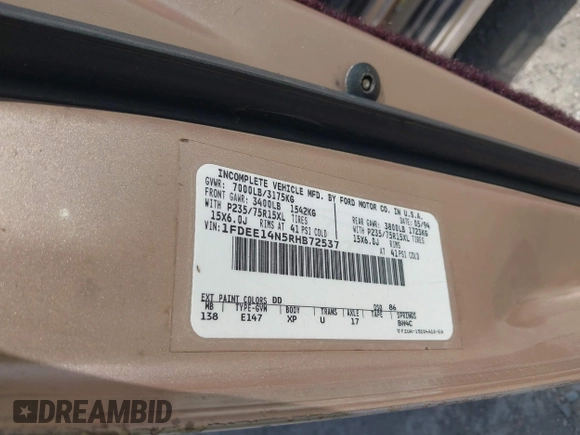 INCOMPLETE VEHICLE MFD. BY FORD MOTOR CO. IN U.S.A.
GVWR: 7000LB/3175KG DATE: 05/94
FRONT GAWR: 3400LB 1542KG REAR GAWR: 3800LB 1723KG
WITH P235/75R15XL TIRES WITH P235/75R15XL TIRES
15X6.0J RIMS AT 41 PSI COLD 15X6.0J RIMS AT 41 PSI COLD
VIN: 1FDEE14N5RHB72537
EXT PAINT COLORS DD DSO 86
WB TYPE-GVM BODY TRANS AXLE TAPE SPRINGS
138 E147 XP U 17 BH4C
DREAMBID